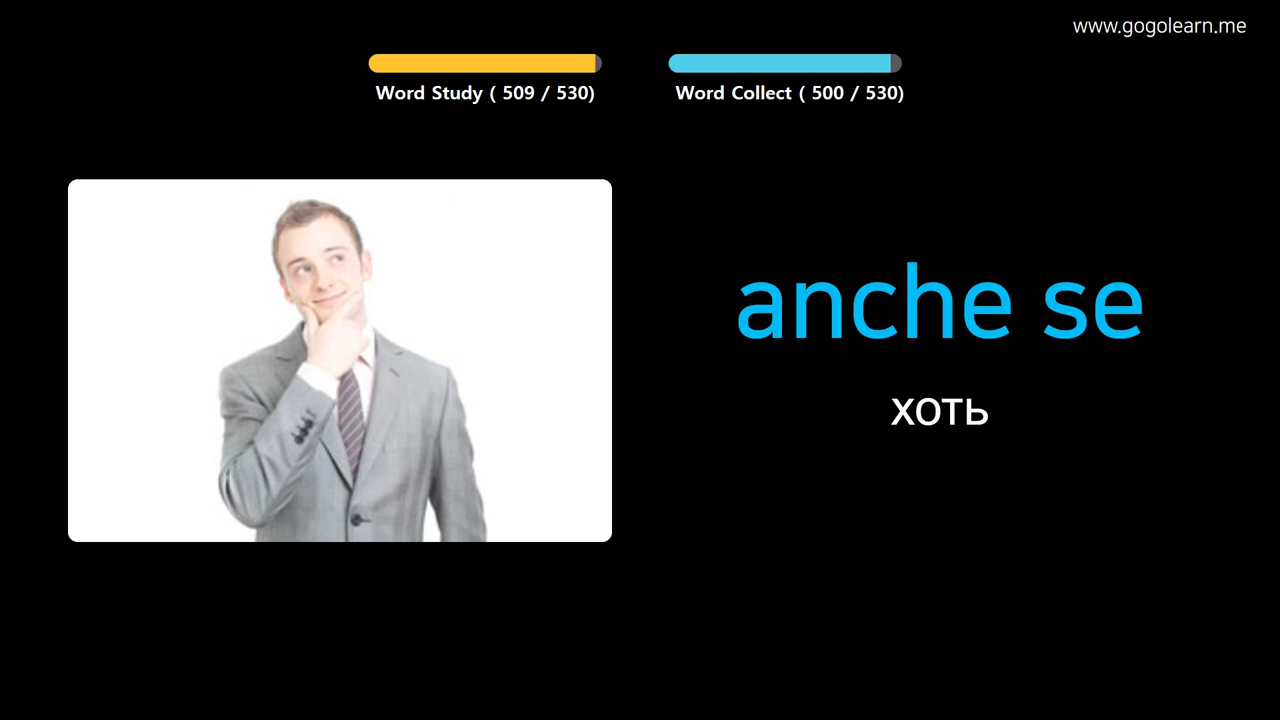 www.gogolearn.me
Word Study ( 509 / 530)
Word Collect ( 500 / 530)
anche se
хоть